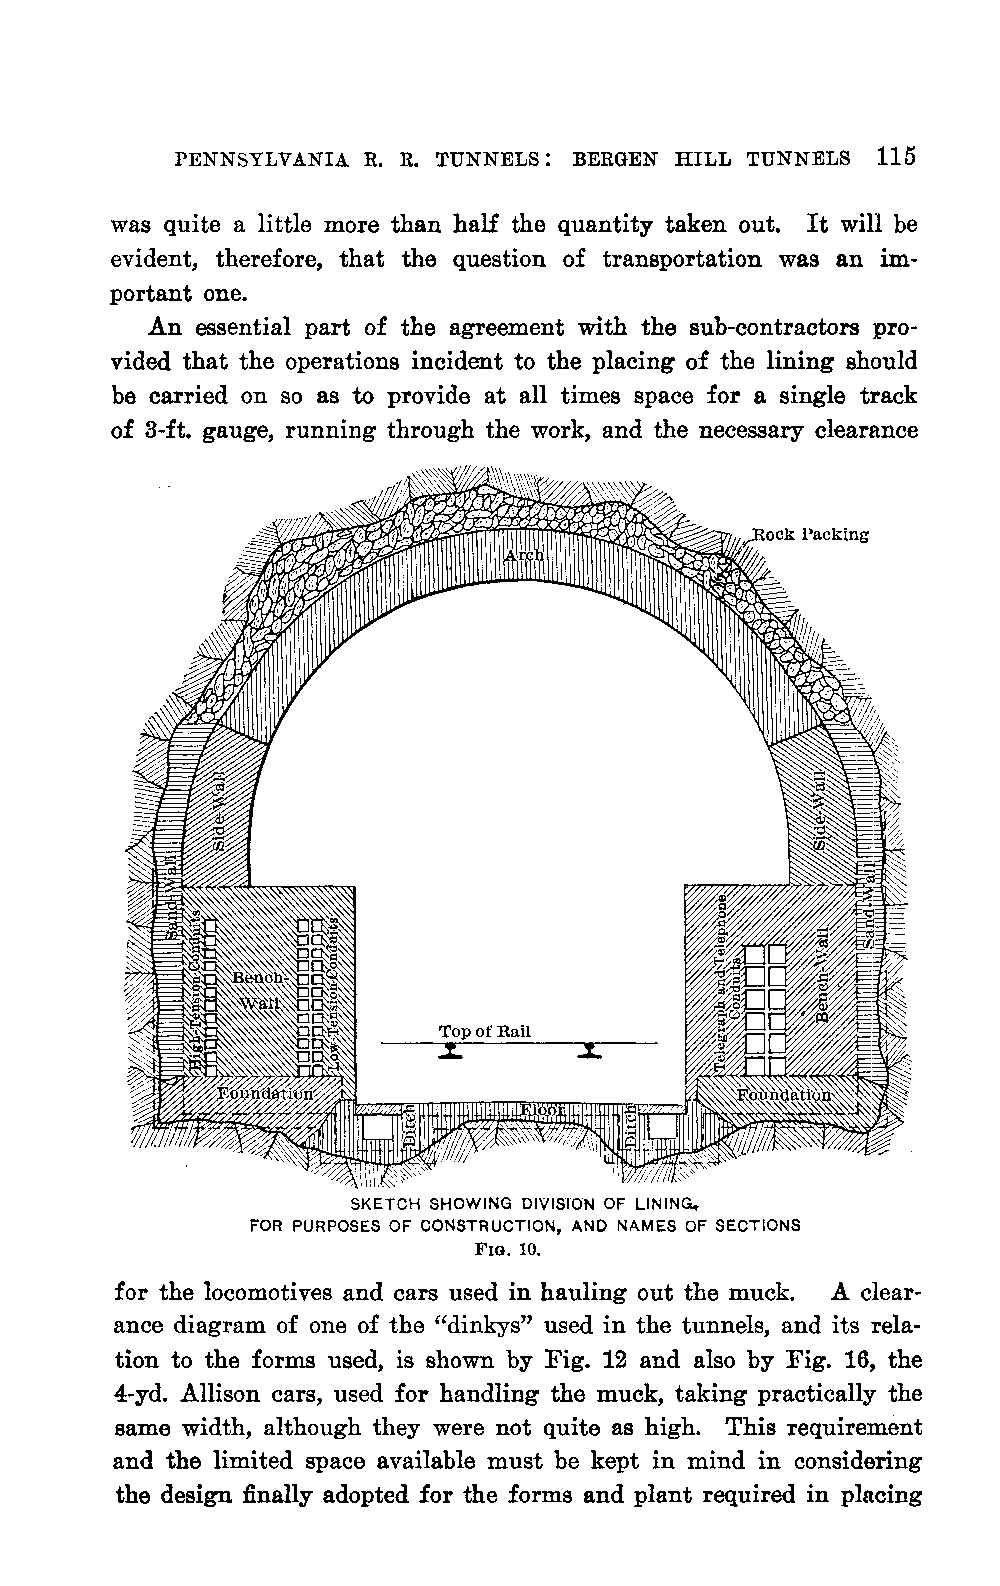 PENNSYLVANIA R. R. TUNNELS: BERGEN HILL TUNNELS 115
was quite a little more than half the quantity taken out. It will be
evident, therefore, that the question of transportation was an im-
portant one.
An essential part of the agreement with the sub-contractors pro-
vided that the operations incident to the placing of the lining should
be carried on so as to provide at all times space for a single track
of 3-ft. gauge, running through the work, and the necessary clearance
Rock Packing
Arch
Side-Wall
Side-Wall
Sand-Wall
Sand-Wall
High-Tension Conduits
Bench-
Wall
Low-Tension Conduits
Telegraph and Telephone
Conduits
Bench-Wall
Top of Rail
Foundation
Foundation
Ditch
Floor
Ditch
SKETCH SHOWING DIVISION OF LINING,
FOR PURPOSES OF CONSTRUCTION, AND NAMES OF SECTIONS
FIG. 10.
for the locomotives and cars used in hauling out the muck. A clear-
ance diagram of one of the “dinkys” used in the tunnels, and its rela-
tion to the forms used, is shown by Fig. 12 and also by Fig. 16, the
4-yd. Allison cars, used for handling the muck, taking practically the
same width, although they were not quite as high. This requirement
and the limited space available must be kept in mind in considering
the design finally adopted for the forms and plant required in placing